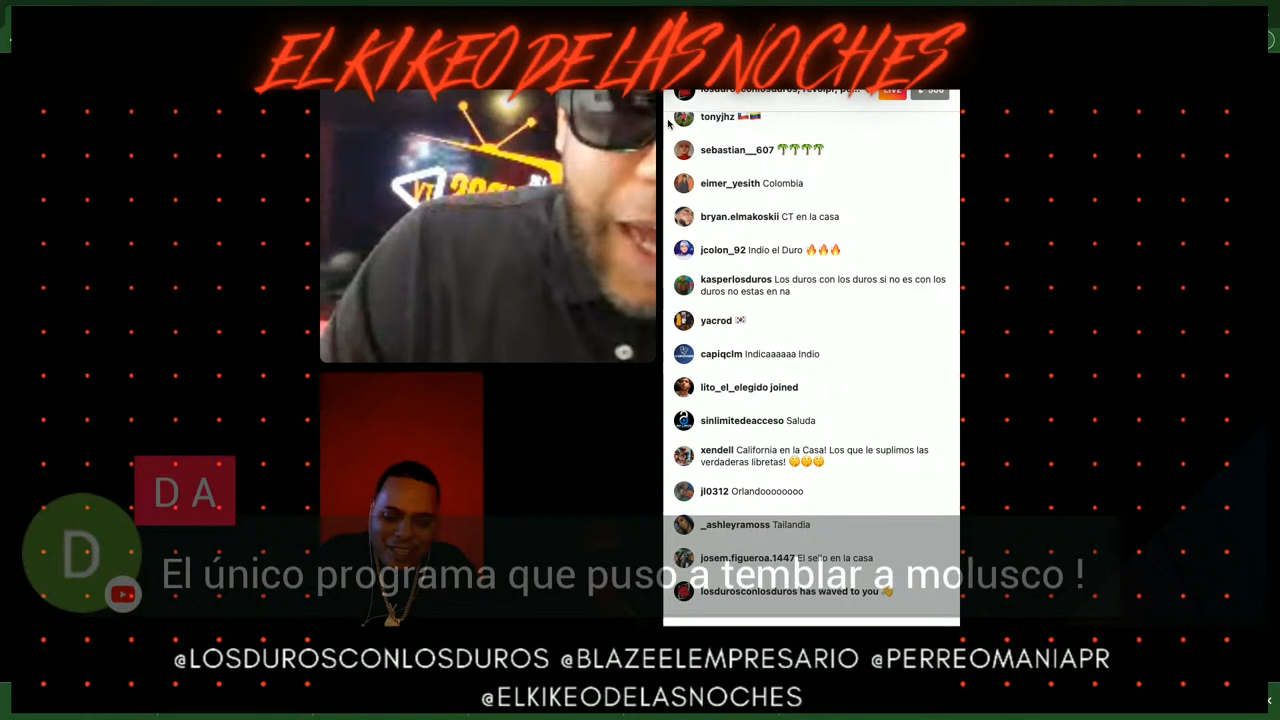 EL KIKEO DE LAS NOCHES
LIVE
tonyjhz 🇨🇱🇻🇪
sebastian__607 🌴🌴🌴🌴
eimer_yesith Colombia
bryan.elmakoskii CT en la casa
jcolon_92 Indio el Duro 🔥🔥🔥
kasperlosduros Los duros con los duros si no es con los
duros no estas en na
yacrod 🇰🇷
capiqclm Indicaaaaaa Indio
lito_el_elegido joined
sinlimitedeacceso Saluda
xendell California en la Casa! Los que le suplimos las
verdaderas libretas! 🤭🤭🤭
jl0312 Orlandoooooooo
_ashleyramoss Tailandia
josem.figueroa.1447 El sello en la casa
losdurosconlosduros has waved to you 👋
D A
D
El único programa que puso a temblar a molusco !
@LOSDUROSCONLOSDUROS @BLAZEELEMPRESARIO @PERREOMANIAPR
@ELKIKEODELASNOCHES